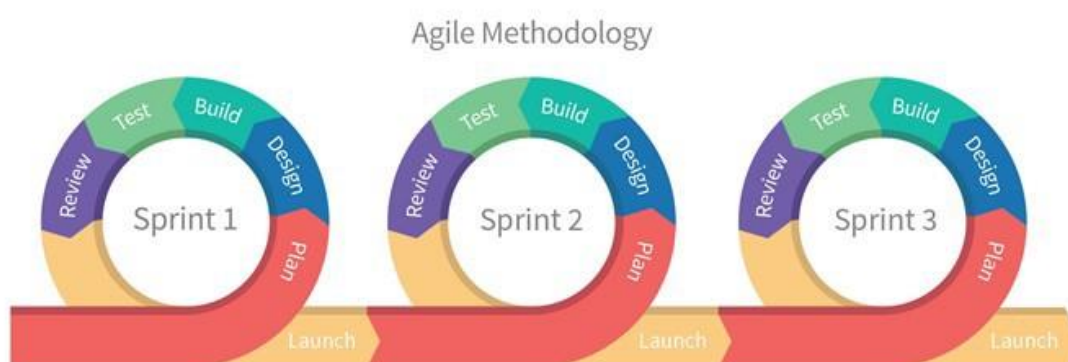 Agile Methodology
Test
Build
Review
Design
Sprint 1
Plan
Launch
Test
Build
Review
Design
Sprint 2
Plan
Launch
Test
Build
Review
Design
Sprint 3
Plan
Launch